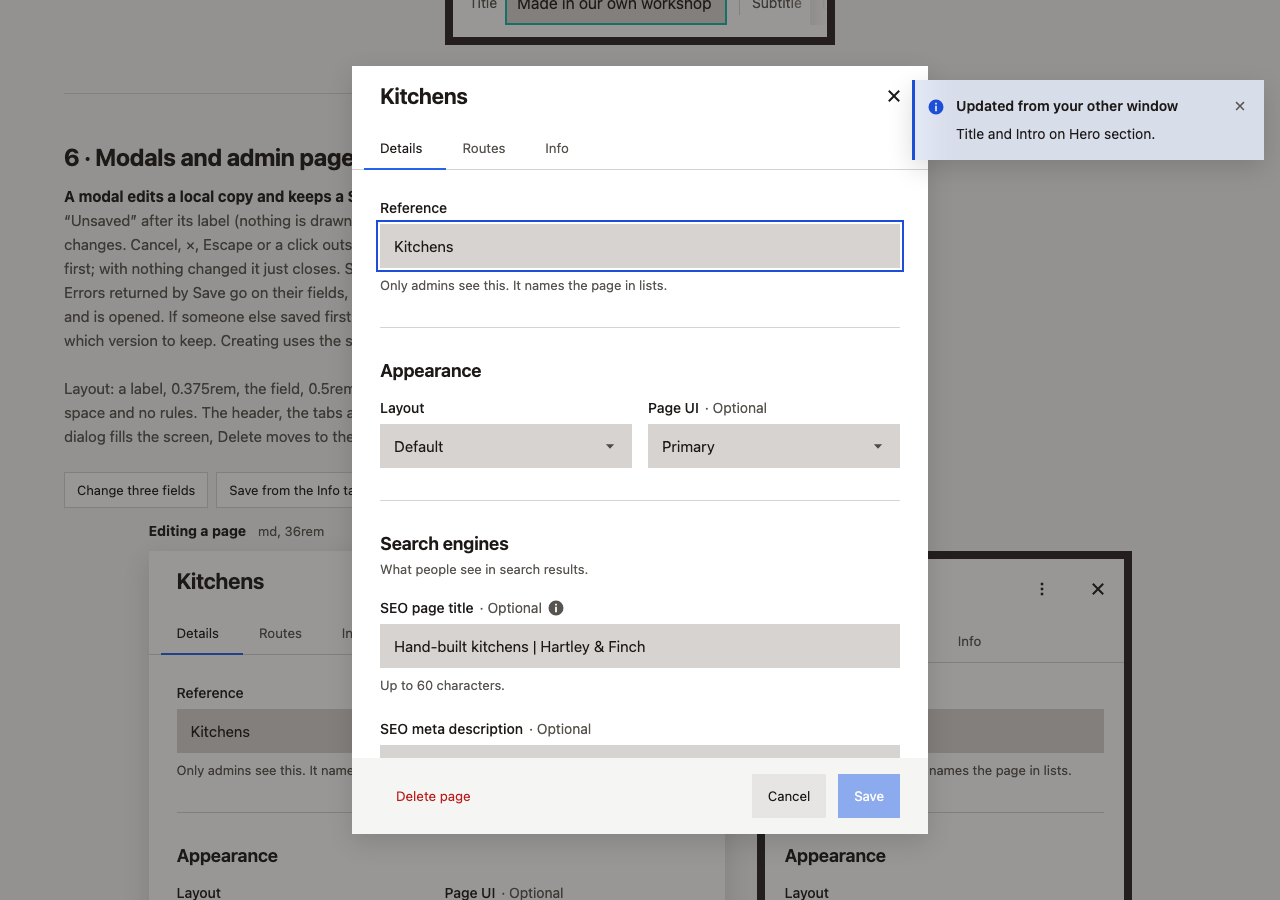 Title Made in our own workshop Subtitle
Kitchens
Updated from your other window
Title and Intro on Hero section.
Details Routes Info
6 · Modals and admin page
A modal edits a local copy and keeps a S
“Unsaved” after its label (nothing is drawn
changes. Cancel, ×, Escape or a click outs
first; with nothing changed it just closes. S
Errors returned by Save go on their fields,
and is opened. If someone else saved first
which version to keep. Creating uses the s
Layout: a label, 0.375rem, the field, 0.5rem
space and no rules. The header, the tabs a
dialog fills the screen, Delete moves to the
Change three fields Save from the Info ta
Editing a page md, 36rem
Kitchens
Details Routes In
Reference
Kitchens
Only admins see this. It name
Appearance
Layout Page UI · Optional
Reference
Kitchens
Only admins see this. It names the page in lists.
Appearance
Layout Page UI · Optional
Default Primary
Search engines
What people see in search results.
SEO page title · Optional
Hand-built kitchens | Hartley & Finch
Up to 60 characters.
SEO meta description · Optional
Delete page Cancel Save
Info
names the page in lists.
Appearance
Layout